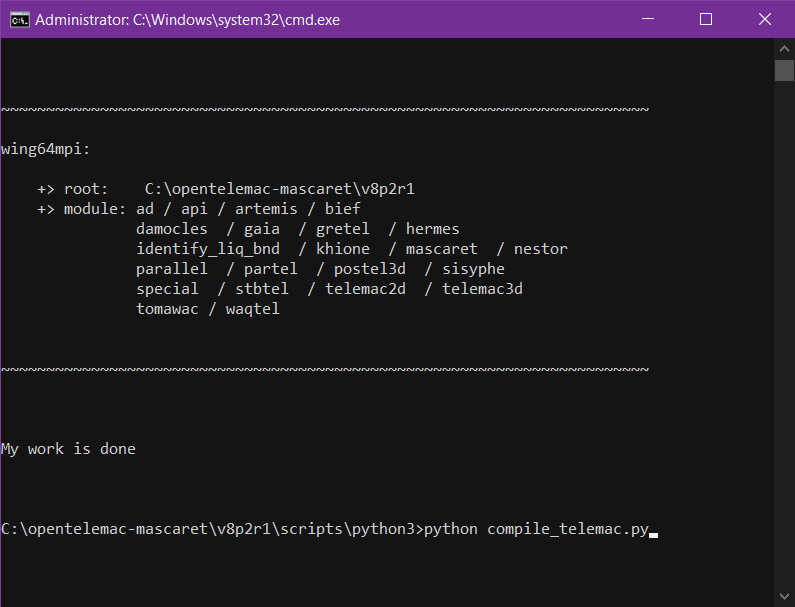 Administrator: C:\Windows\system32\cmd.exe
~~~~~~~~~~~~~~~~~~~~~~~~~~~~~~~~~~~~~~~~~~~~~~~~~~~~~~~~~~~~~~~~~~~~~~~~
wing64mpi:
+> root:    C:\opentelemac-mascaret\v8p2r1
+> module: ad / api / artemis / bief
damocles  / gaia  / gretel  / hermes
identify_liq_bnd  / khione  / mascaret  / nestor
parallel  / partel  / postel3d  / sisyphe
special  / stbtel  / telemac2d  / telemac3d
tomawac / waqtel
~~~~~~~~~~~~~~~~~~~~~~~~~~~~~~~~~~~~~~~~~~~~~~~~~~~~~~~~~~~~~~~~~~~~~~~~
My work is done
C:\opentelemac-mascaret\v8p2r1\scripts\python3>python compile_telemac.py